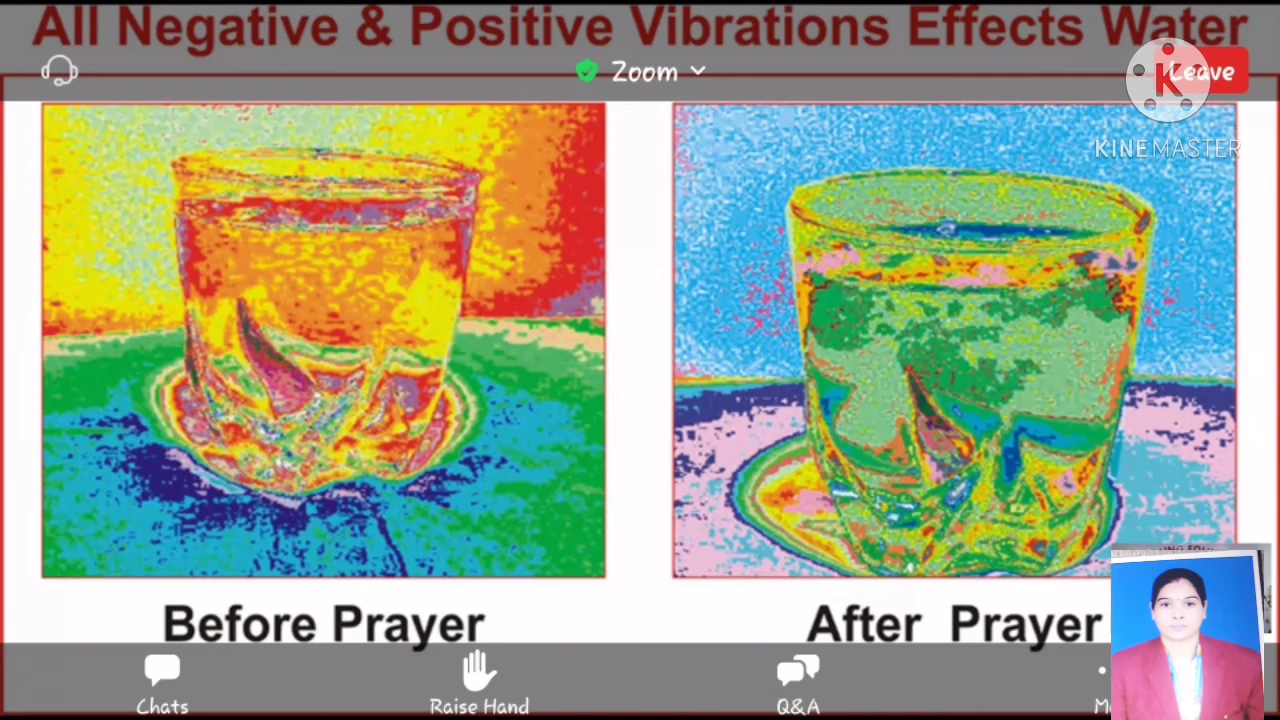 All Negative & Positive Vibrations Effects Water
Zoom
Leave
K
KINEMASTER
Before Prayer
After Prayer
Chats
Raise Hand
Q&A